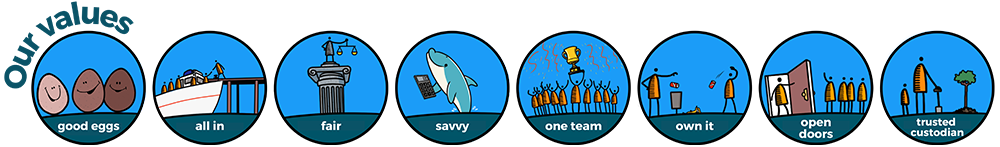 Our values
good eggs
all in
fair
savvy
one team
own it
open
doors
trusted
custodian